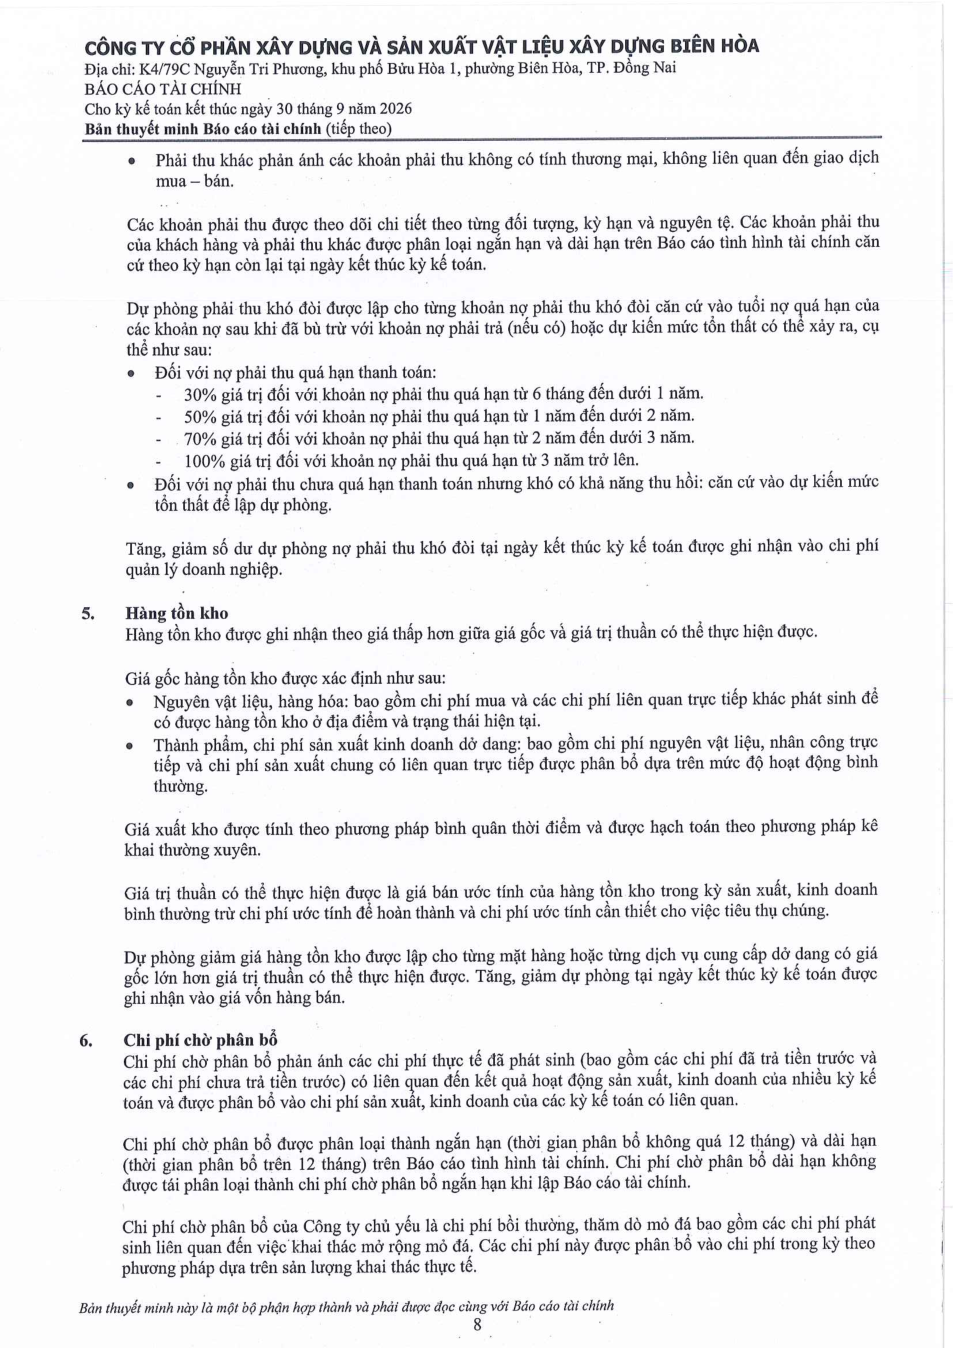 CÔNG TY CỔ PHẦN XÂY DỰNG VÀ SẢN XUẤT VẬT LIỆU XÂY DỰNG BIÊN HÒA
Địa chỉ: K4/79C Nguyễn Tri Phương, khu phố Bửu Hòa 1, phường Biên Hòa, TP. Đồng Nai
BÁO CÁO TÀI CHÍNH
Cho kỳ kế toán kết thúc ngày 30 tháng 9 năm 2026
Bản thuyết minh Báo cáo tài chính (tiếp theo)
• Phải thu khác phản ánh các khoản phải thu không có tính thương mại, không liên quan đến giao dịch
mua – bán.
Các khoản phải thu được theo dõi chi tiết theo từng đối tượng, kỳ hạn và nguyên tệ. Các khoản phải thu
của khách hàng và phải thu khác được phân loại ngắn hạn và dài hạn trên Báo cáo tình hình tài chính căn
cứ theo kỳ hạn còn lại tại ngày kết thúc kỳ kế toán.
Dự phòng phải thu khó đòi được lập cho từng khoản nợ phải thu khó đòi căn cứ vào tuổi nợ quá hạn của
các khoản nợ sau khi đã bù trừ với khoản nợ phải trả (nếu có) hoặc dự kiến mức tổn thất có thể xảy ra, cụ
thể như sau:
• Đối với nợ phải thu quá hạn thanh toán:
- 30% giá trị đối với khoản nợ phải thu quá hạn từ 6 tháng đến dưới 1 năm.
- 50% giá trị đối với khoản nợ phải thu quá hạn từ 1 năm đến dưới 2 năm.
- 70% giá trị đối với khoản nợ phải thu quá hạn từ 2 năm đến dưới 3 năm.
- 100% giá trị đối với khoản nợ phải thu quá hạn từ 3 năm trở lên.
• Đối với nợ phải thu chưa quá hạn thanh toán nhưng khó có khả năng thu hồi: căn cứ vào dự kiến mức
tổn thất để lập dự phòng.
Tăng, giảm số dư dự phòng nợ phải thu khó đòi tại ngày kết thúc kỳ kế toán được ghi nhận vào chi phí
quản lý doanh nghiệp.
5. Hàng tồn kho
Hàng tồn kho được ghi nhận theo giá thấp hơn giữa giá gốc và giá trị thuần có thể thực hiện được.
Giá gốc hàng tồn kho được xác định như sau:
• Nguyên vật liệu, hàng hóa: bao gồm chi phí mua và các chi phí liên quan trực tiếp khác phát sinh để
có được hàng tồn kho ở địa điểm và trạng thái hiện tại.
• Thành phẩm, chi phí sản xuất kinh doanh dở dang: bao gồm chi phí nguyên vật liệu, nhân công trực
tiếp và chi phí sản xuất chung có liên quan trực tiếp được phân bổ dựa trên mức độ hoạt động bình
thường.
Giá xuất kho được tính theo phương pháp bình quân thời điểm và được hạch toán theo phương pháp kê
khai thường xuyên.
Giá trị thuần có thể thực hiện được là giá bán ước tính của hàng tồn kho trong kỳ sản xuất, kinh doanh
bình thường trừ chi phí ước tính để hoàn thành và chi phí ước tính cần thiết cho việc tiêu thụ chúng.
Dự phòng giảm giá hàng tồn kho được lập cho từng mặt hàng hoặc từng dịch vụ cung cấp dở dang có giá
gốc lớn hơn giá trị thuần có thể thực hiện được. Tăng, giảm dự phòng tại ngày kết thúc kỳ kế toán được
ghi nhận vào giá vốn hàng bán.
6. Chi phí chờ phân bổ
Chi phí chờ phân bổ phản ánh các chi phí thực tế đã phát sinh (bao gồm các chi phí đã trả tiền trước và
các chi phí chưa trả tiền trước) có liên quan đến kết quả hoạt động sản xuất, kinh doanh của nhiều kỳ kế
toán và được phân bổ vào chi phí sản xuất, kinh doanh của các kỳ kế toán có liên quan.
Chi phí chờ phân bổ được phân loại thành ngắn hạn (thời gian phân bổ không quá 12 tháng) và dài hạn
(thời gian phân bổ trên 12 tháng) trên Báo cáo tình hình tài chính. Chi phí chờ phân bổ dài hạn không
được tái phân loại thành chi phí chờ phân bổ ngắn hạn khi lập Báo cáo tài chính.
Chi phí chờ phân bổ của Công ty chủ yếu là chi phí bồi thường, thăm dò mỏ đá bao gồm các chi phí phát
sinh liên quan đến việc khai thác mở rộng mỏ đá. Các chi phí này được phân bổ vào chi phí trong kỳ theo
phương pháp dựa trên sản lượng khai thác thực tế.
Bản thuyết minh này là một bộ phận hợp thành và phải được đọc cùng với Báo cáo tài chính
8